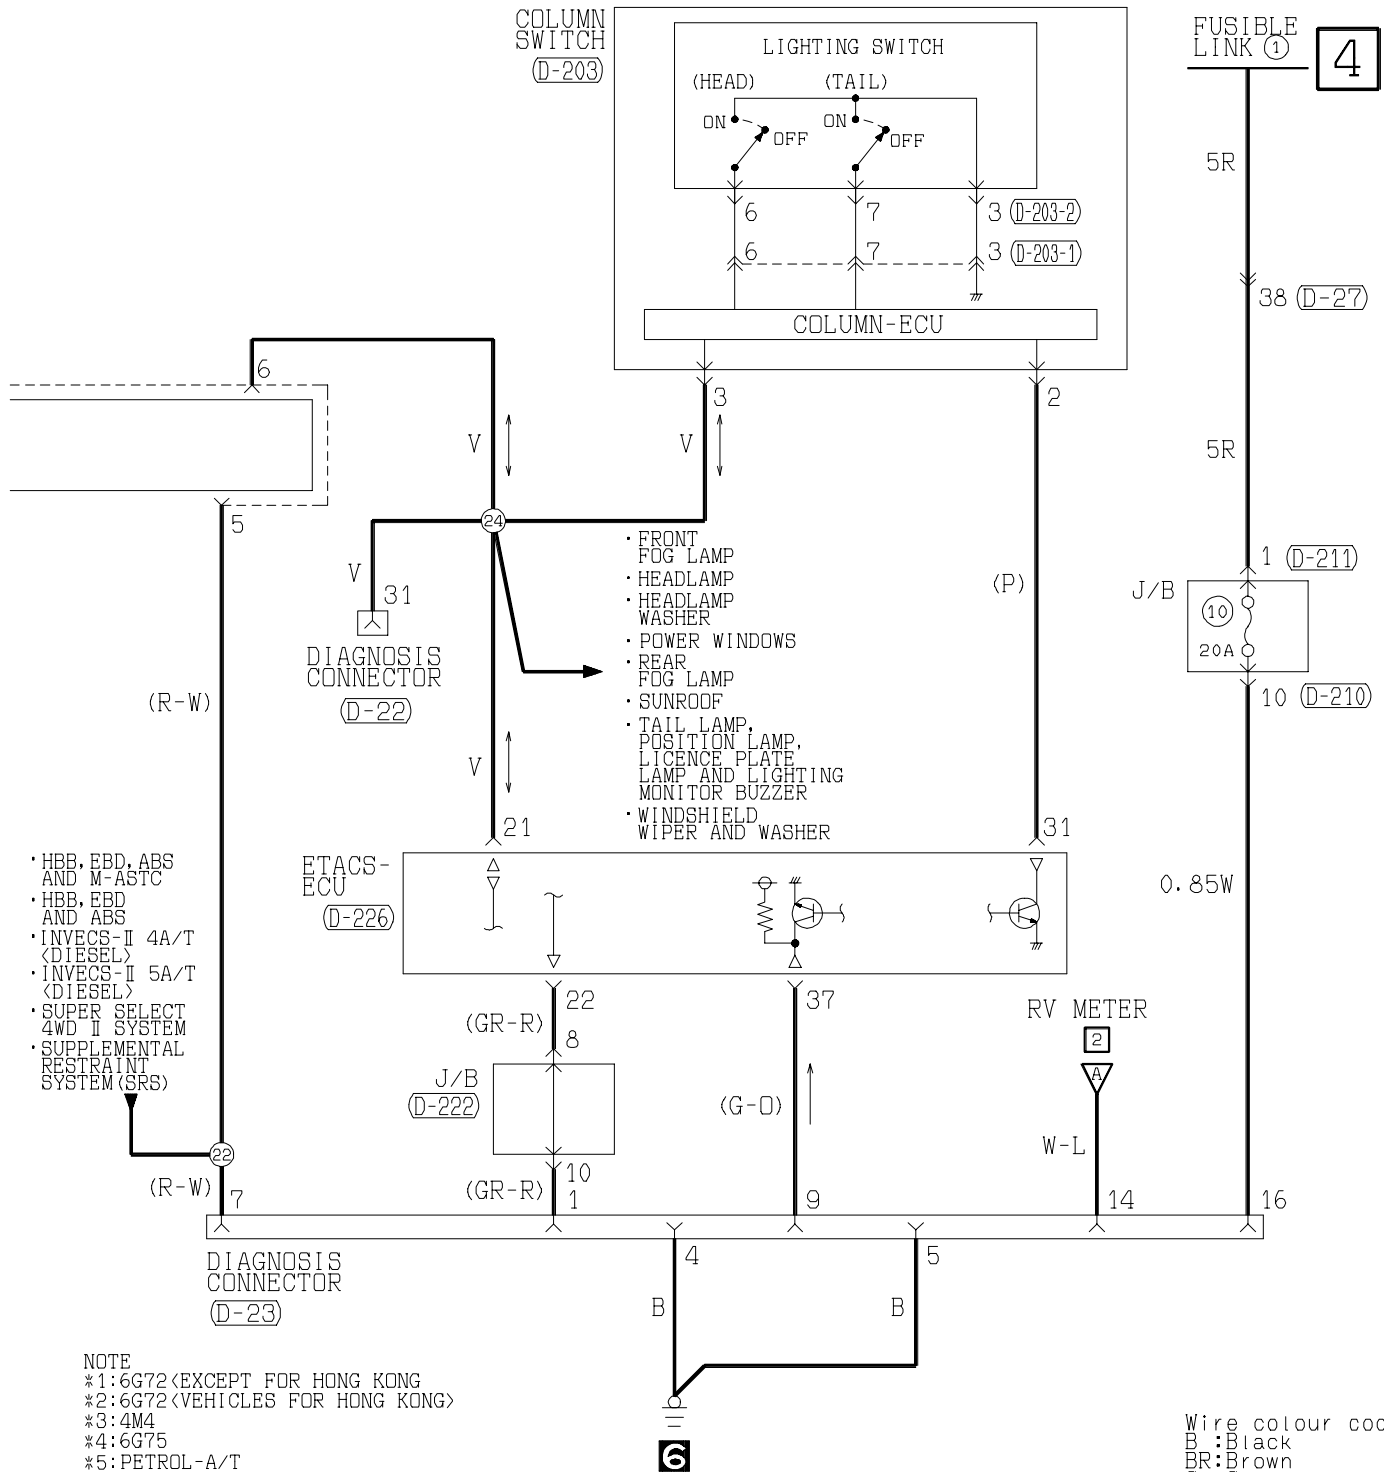 COLUMN
SWITCH
(D-203)
LIGHTING SWITCH
(HEAD)
(TAIL)
ON
OFF
ON
OFF
6
7
3 (D-203-2)
6
7
3 (D-203-1)
COLUMN-ECU
3
2
FUSIBLE
LINK ①
4
5R
38 (D-27)
5R
1 (D-211)
J/B
10
20A
10 (D-210)
0.85W
6
5
V
V
24
V
31
DIAGNOSIS
CONNECTOR
(D-22)
(R-W)
V
・FRONT
FOG LAMP
・HEADLAMP
・HEADLAMP
WASHER
・POWER WINDOWS
・REAR
FOG LAMP
・SUNROOF
・TAIL LAMP,
POSITION LAMP,
LICENCE PLATE
LAMP AND LIGHTING
MONITOR BUZZER
・WINDSHIELD
WIPER AND WASHER
(P)
21
31
ETACS-
ECU
(D-226)
・HBB,EBD,ABS
AND M-ASTC
・HBB,EBD
AND ABS
・INVECS-Ⅱ 4A/T
<DIESEL>
・INVECS-Ⅱ 5A/T
<DIESEL>
・SUPER SELECT
4WD Ⅱ SYSTEM
・SUPPLEMENTAL
RESTRAINT
SYSTEM(SRS)
22
37
(GR-R)
8
J/B
(D-222)
(G-O)
RV METER
2
A
W-L
22
(R-W)
7
10
(GR-R)
1
9
14
16
DIAGNOSIS
CONNECTOR
(D-23)
4
5
B
B
6
NOTE
*1:6G72<EXCEPT FOR HONG KONG
*2:6G72<VEHICLES FOR HONG KONG>
*3:4M4
*4:6G75
*5:PETROL-A/T
Wire colour
B :Black
BR:Brown